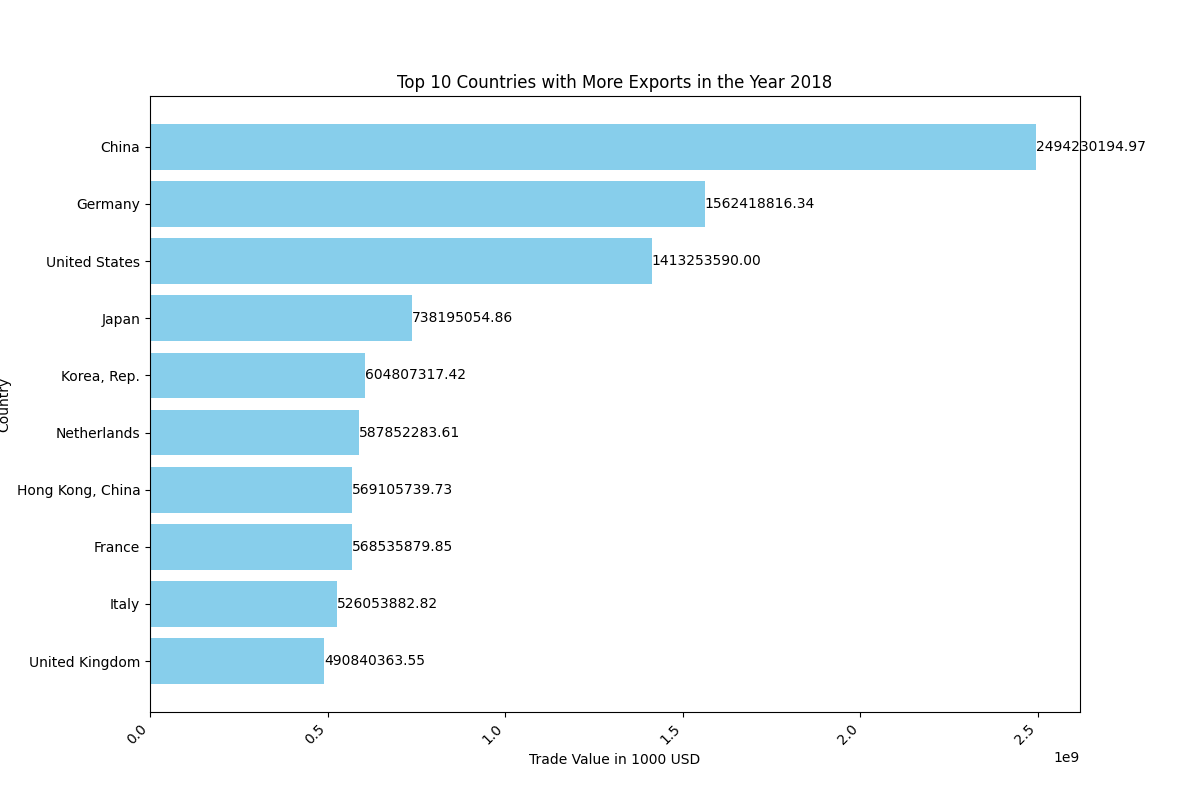 Top 10 Countries with More Exports in the Year 2018
Country
China 2494230194.97
Germany 1562418816.34
United States 1413253590.00
Japan 738195054.86
Korea, Rep. 604807317.42
Netherlands 587852283.61
Hong Kong, China 569105739.73
France 568535879.85
Italy 526053882.82
United Kingdom 490840363.55
0.0 0.5 1.0 1.5 2.0 2.5
1e9
Trade Value in 1000 USD